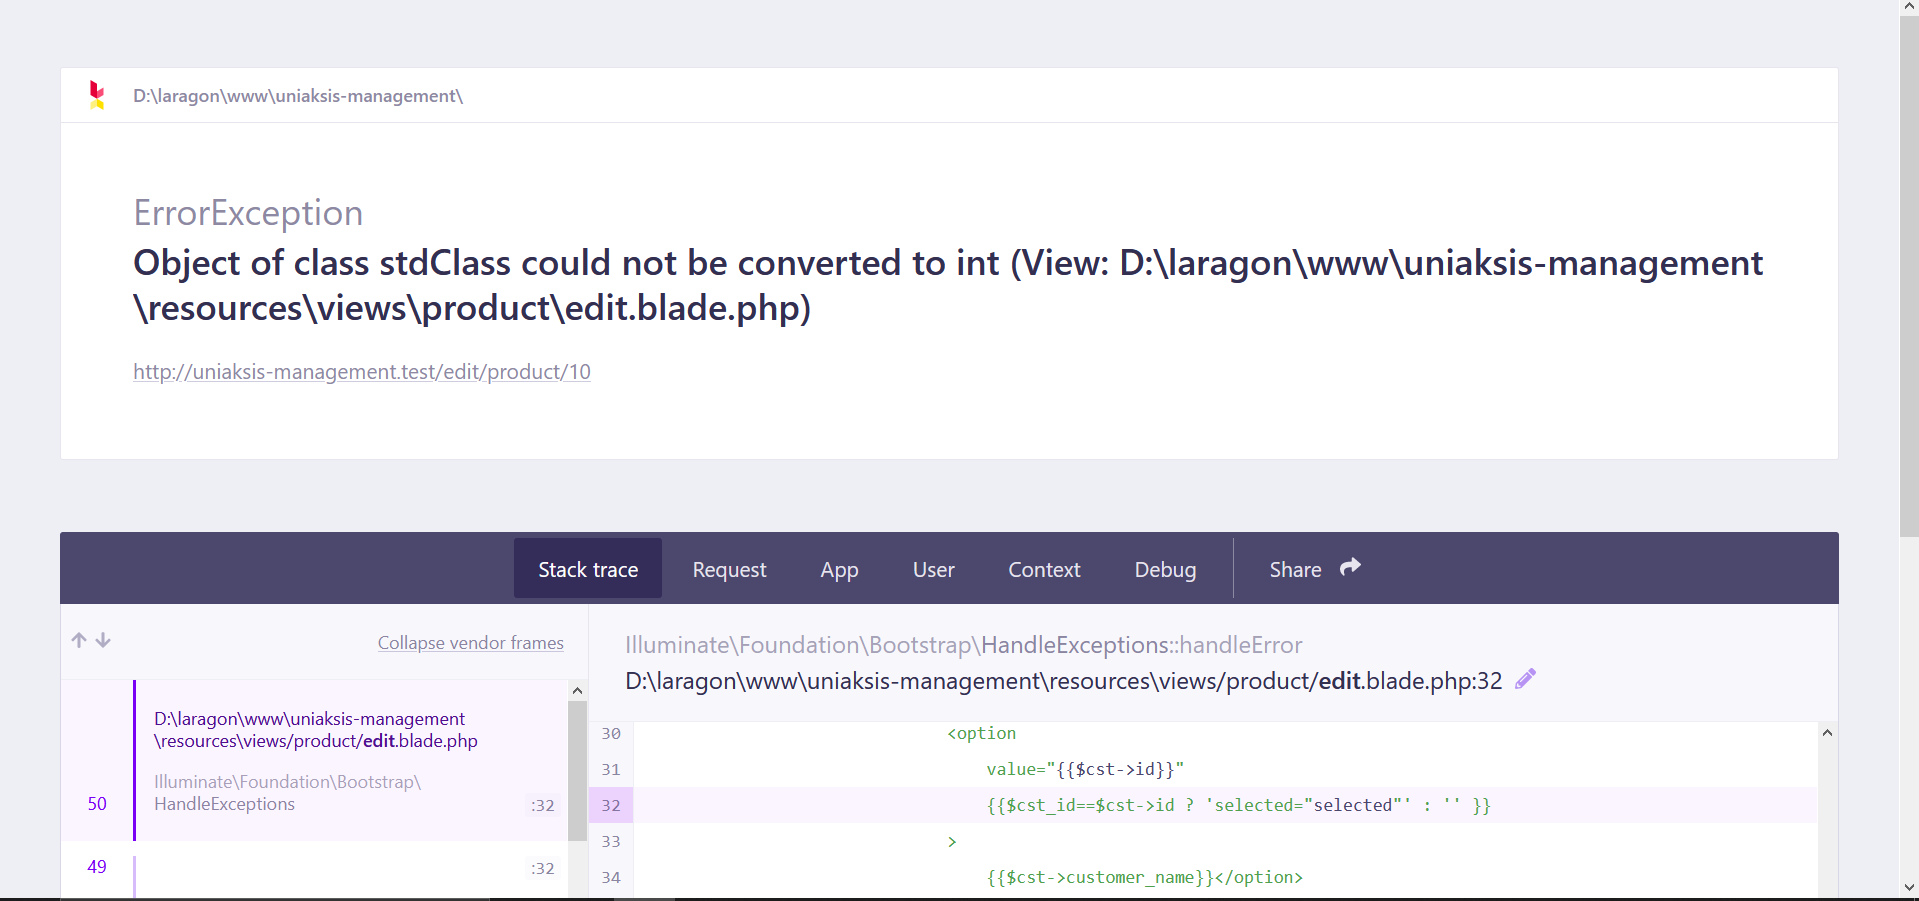 D:\laragon\www\uniaksis-management\
ErrorException
Object of class stdClass could not be converted to int (View: D:\laragon\www\uniaksis-management
\resources\views\product\edit.blade.php)
http://uniaksis-management.test/edit/product/10
Stack trace Request App User Context Debug Share
Collapse vendor frames
D:\laragon\www\uniaksis-management
\resources\views/product/edit.blade.php
Illuminate\Foundation\Bootstrap\
50 HandleExceptions :32
49 :32
Illuminate\Foundation\Bootstrap\HandleExceptions::handleError
D:\laragon\www\uniaksis-management\resources\views/product/edit.blade.php:32
30 <option
31 value="{{$cst->id}}"
32 {{$cst_id==$cst->id ? 'selected="selected"' : '' }}
33 >
34 {{$cst->customer_name}}</option>